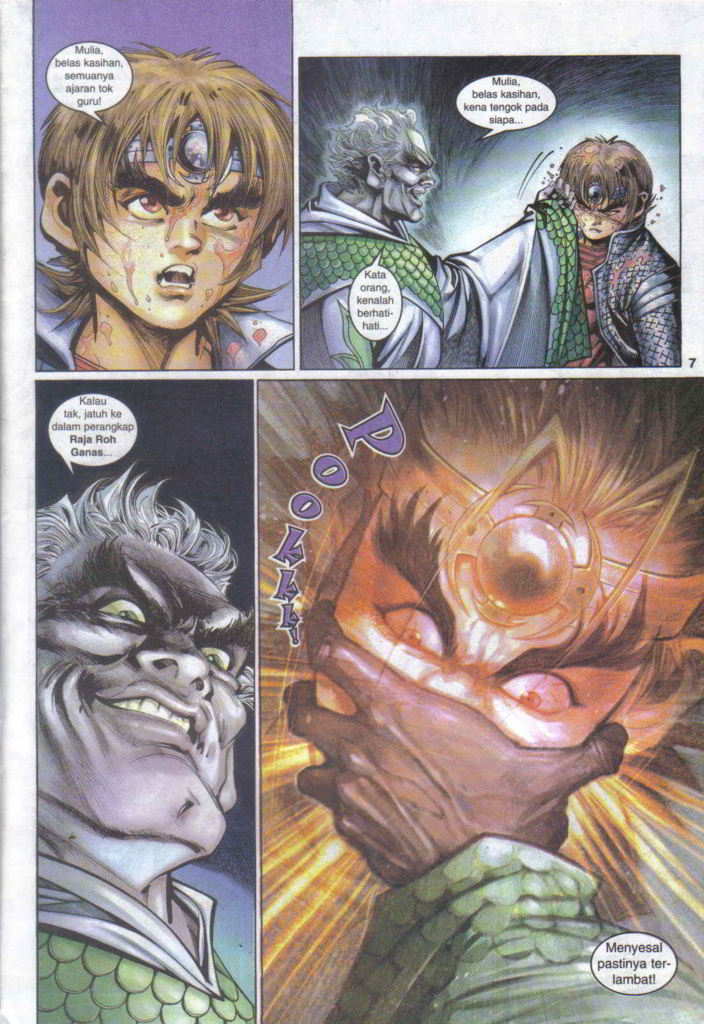 Mulia,
belas kasihan,
semuanya
ajaran tok
guru!
Mulia,
belas kasihan,
kena tengok pada
siapa...
Kata
orang,
kenalah
berhati-
hati...
7
Kalau
tak, jatuh ke
dalam perangkap
Raja Roh
Ganas...
Pookkk!
Menyesal
pastinya ter-
lambat!